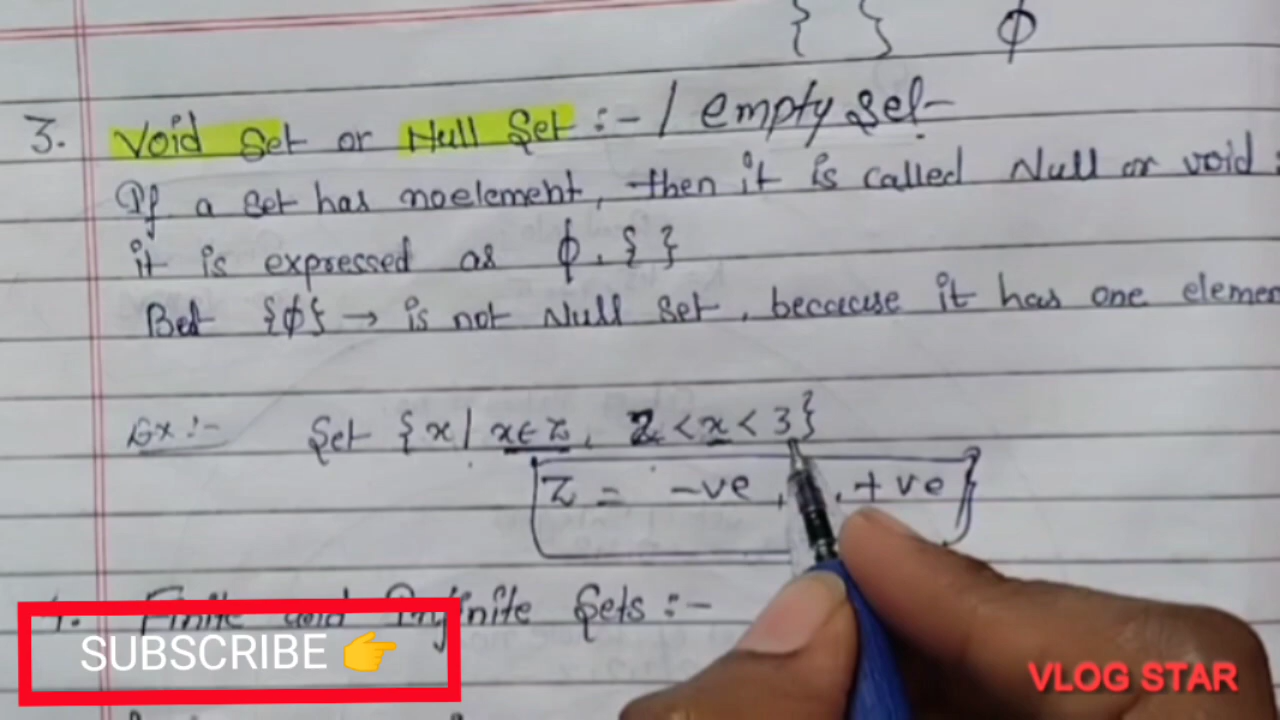 { } ϕ
3. Void Set or Null Set :- / empty Set
If a set has noelement, then it is called Null or void
it is expressed as ϕ, { }
But {ϕ} → is not Null set, because it has one elemen
Ex :- Set {x | x∈Z, 2 < x < 3}
Z = -ve, , +ve}
4. Finite and Infinite Sets :-
SUBSCRIBE 👉
VLOG STAR